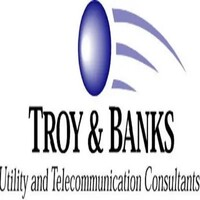 TROY & BANKS
Utility and Telecommunication Consultants